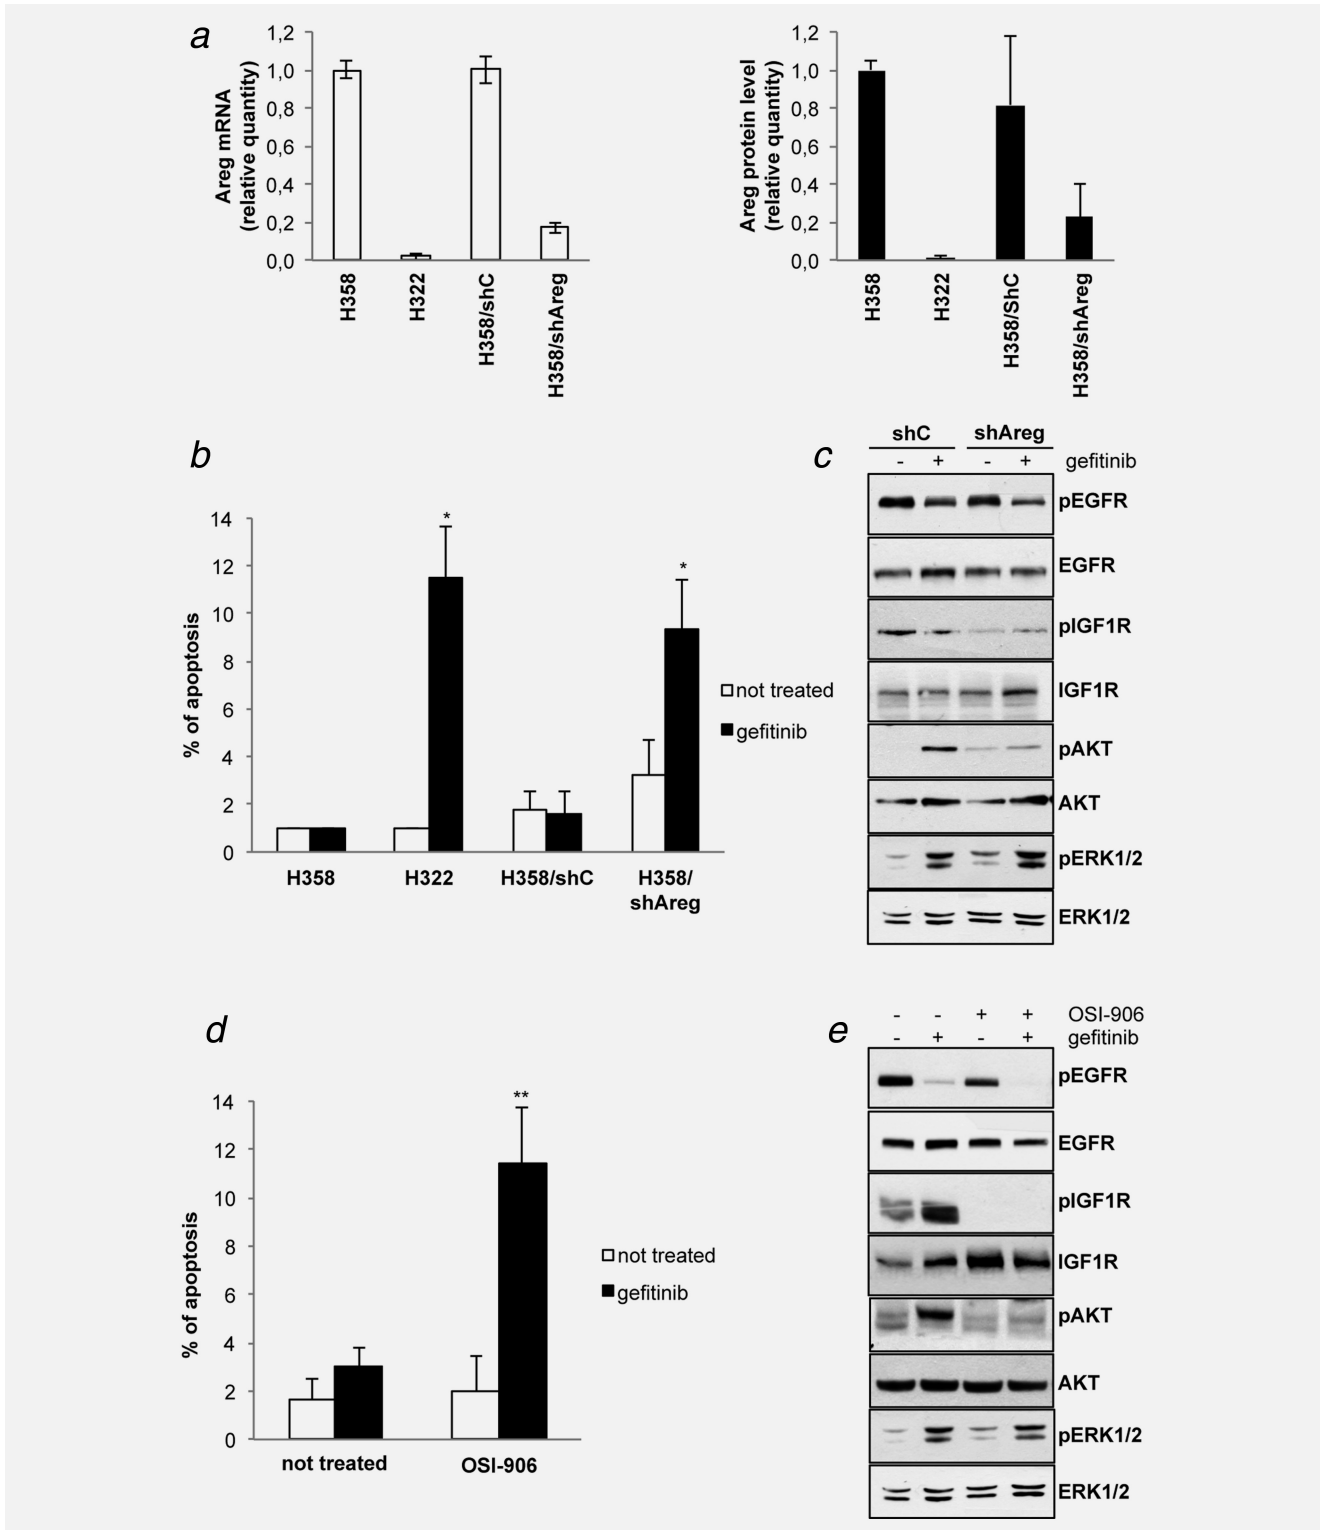 a
Areg mRNA
(relative quantity)
1,2
1,0
0,8
0,6
0,4
0,2
0,0
H358
H322
H358/shC
H358/shAreg
Areg protein level
(relative quantity)
1,2
1,0
0,8
0,6
0,4
0,2
0,0
H358
H322
H358/ShC
H358/shAreg
b
% of apoptosis
14
12
10
8
6
4
2
0
*
*
not treated
gefitinib
H358
H322
H358/shC
H358/
shAreg
c
shC shAreg
- + - + gefitinib
pEGFR
EGFR
pIGF1R
IGF1R
pAKT
AKT
pERK1/2
ERK1/2
d
% of apoptosis
14
12
10
8
6
4
2
0
**
not treated
gefitinib
not treated
OSI-906
e
- - + + OSI-906
- + - + gefitinib
pEGFR
EGFR
pIGF1R
IGF1R
pAKT
AKT
pERK1/2
ERK1/2